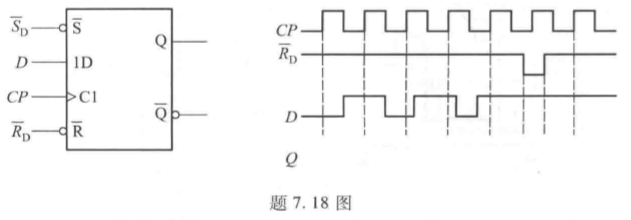 S̅D S̅ Q
D 1D
CP C1
R̅D R̅ Q̅
CP
R̅D
D
Q
题 7.18 图